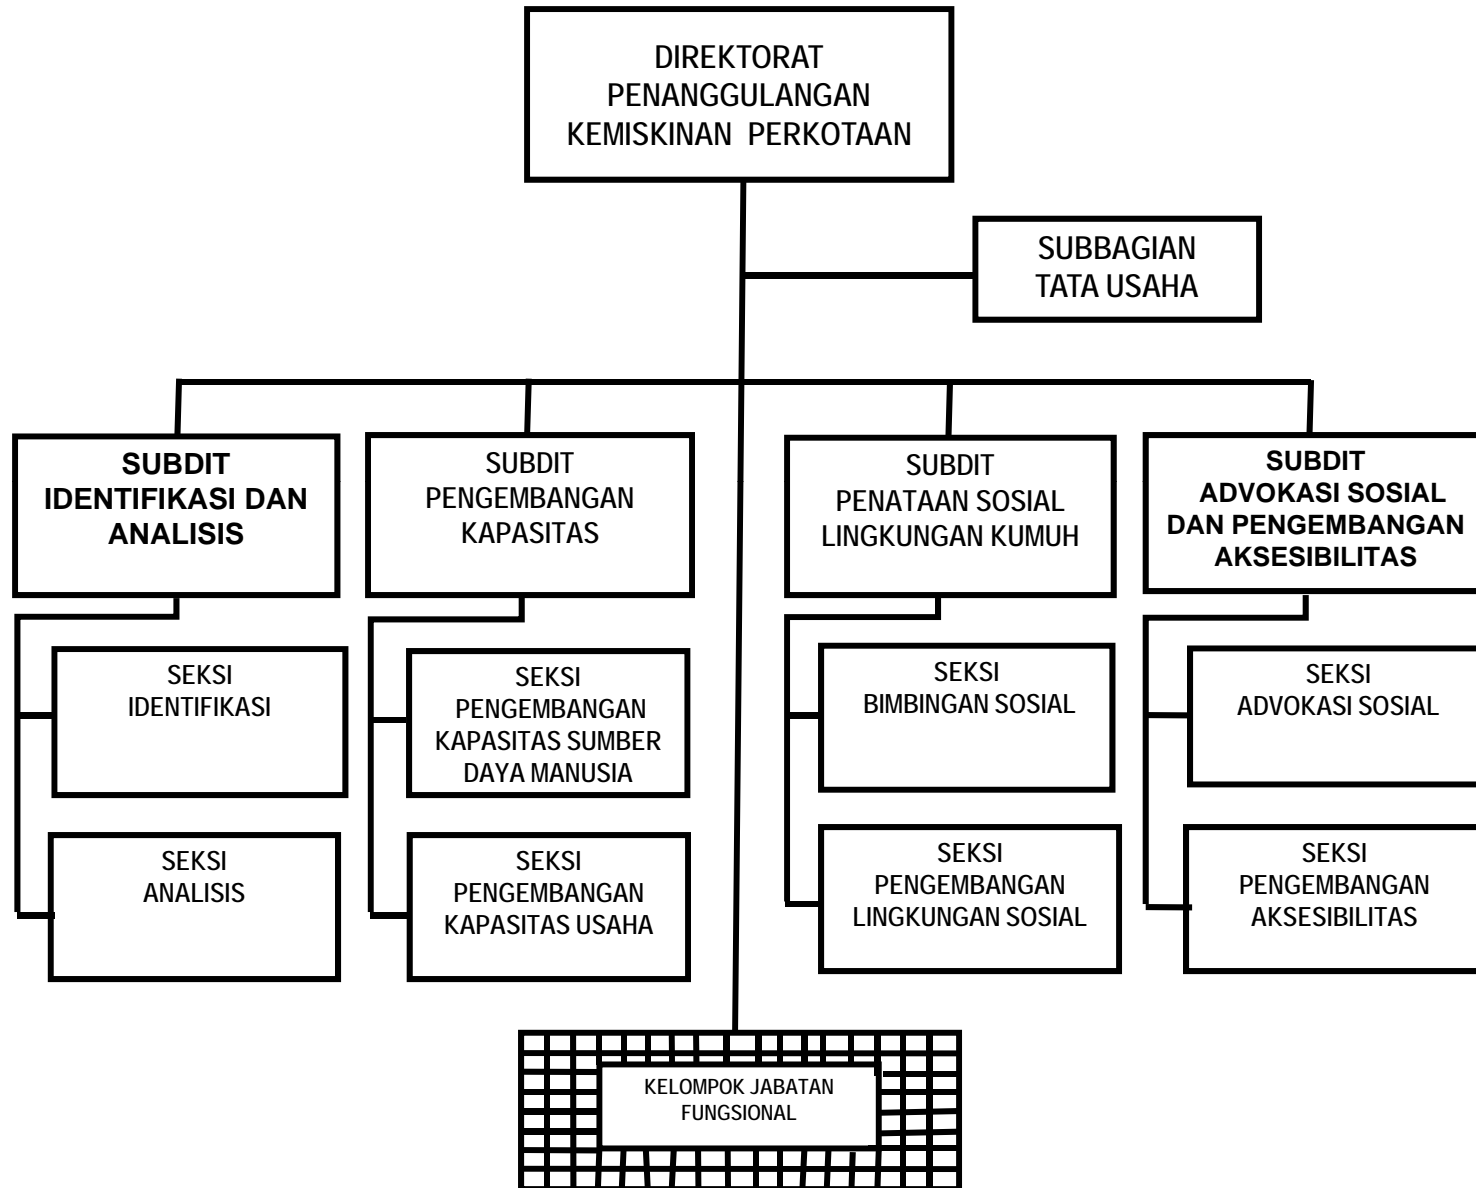 DIREKTORAT
PENANGGULANGAN
KEMISKINAN PERKOTAAN
SUBBAGIAN
TATA USAHA
SUBDIT
IDENTIFIKASI DAN
ANALISIS
SUBDIT
PENGEMBANGAN
KAPASITAS
SUBDIT
PENATAAN SOSIAL
LINGKUNGAN KUMUH
SUBDIT
ADVOKASI SOSIAL
DAN PENGEMBANGAN
AKSESIBILITAS
SEKSI
IDENTIFIKASI
SEKSI
PENGEMBANGAN
KAPASITAS SUMBER
DAYA MANUSIA
SEKSI
BIMBINGAN SOSIAL
SEKSI
ADVOKASI SOSIAL
SEKSI
ANALISIS
SEKSI
PENGEMBANGAN
KAPASITAS USAHA
SEKSI
PENGEMBANGAN
LINGKUNGAN SOSIAL
SEKSI
PENGEMBANGAN
AKSESIBILITAS
KELOMPOK JABATAN
FUNGSIONAL